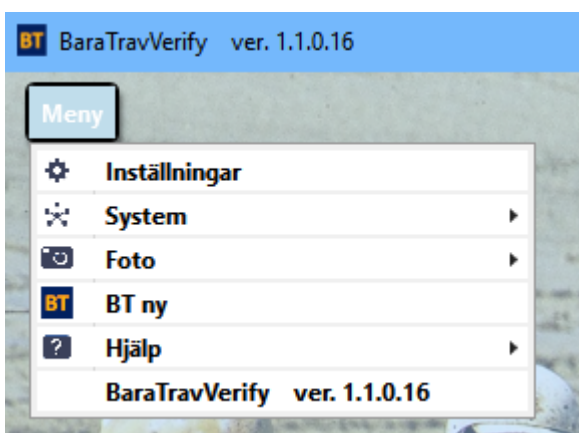 BT BaraTravVerify ver. 1.1.0.16
Meny
Inställningar
System
Foto
BT BT ny
? Hjälp
BaraTravVerify ver. 1.1.0.16